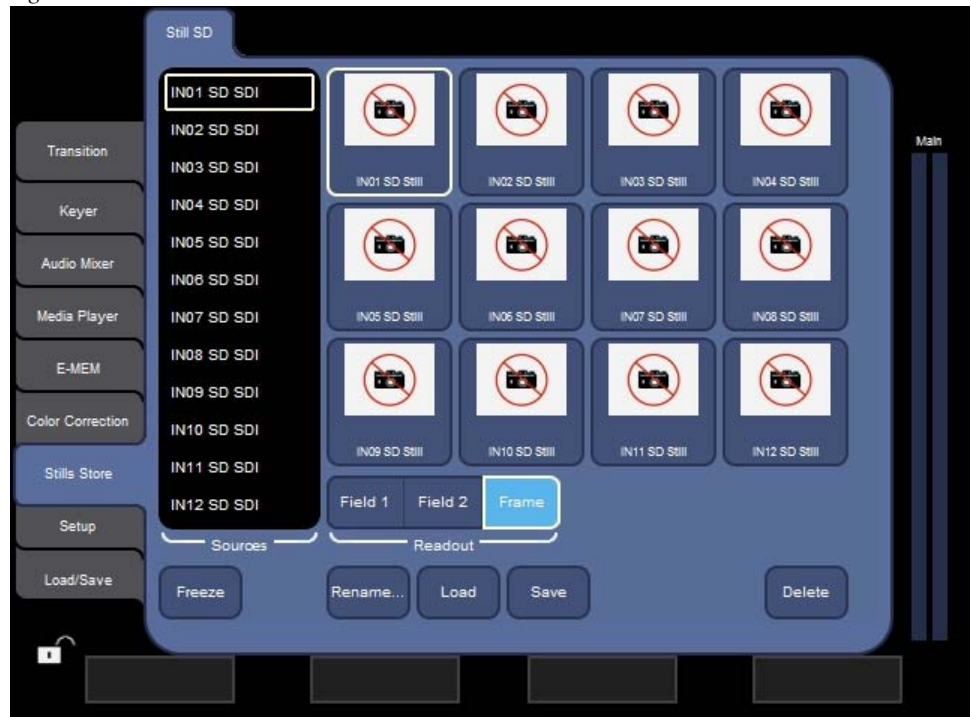 Still SD
Transition
Keyer
Audio Mixer
Media Player
E-MEM
Color Correction
Stills Store
Setup
Load/Save
IN01 SD SDI
IN02 SD SDI
IN03 SD SDI
IN04 SD SDI
IN05 SD SDI
IN06 SD SDI
IN07 SD SDI
IN08 SD SDI
IN09 SD SDI
IN10 SD SDI
IN11 SD SDI
IN12 SD SDI
Sources
Freeze
IN01 SD Still
IN02 SD Still
IN03 SD Still
IN04 SD Still
IN05 SD Still
IN06 SD Still
IN07 SD Still
IN08 SD Still
IN09 SD Still
IN10 SD Still
IN11 SD Still
IN12 SD Still
Field 1
Field 2
Frame
Readout
Rename...
Load
Save
Delete
Main